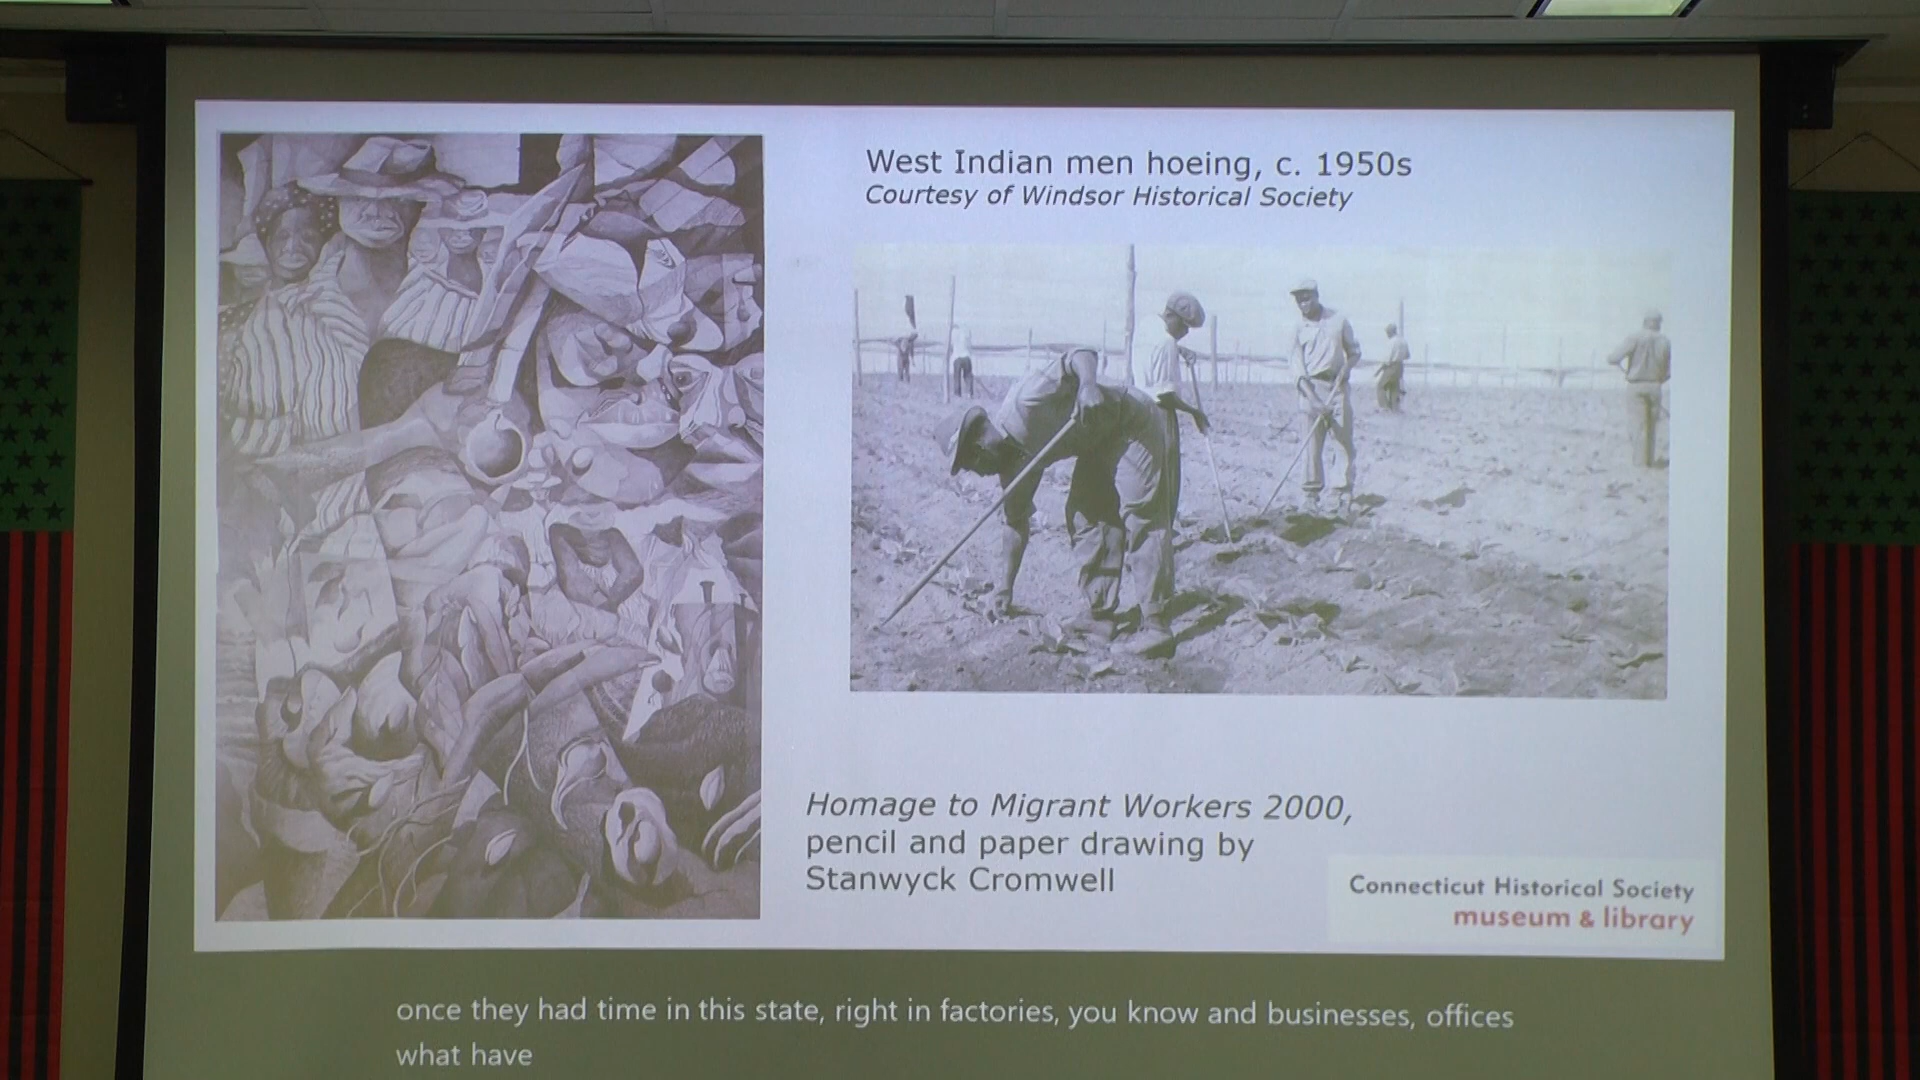 West Indian men hoeing, c. 1950s
Courtesy of Windsor Historical Society
Homage to Migrant Workers 2000,
pencil and paper drawing by
Stanwyck Cromwell
Connecticut Historical Society
museum & library
once they had time in this state, right in factories, you know and businesses, offices
what have